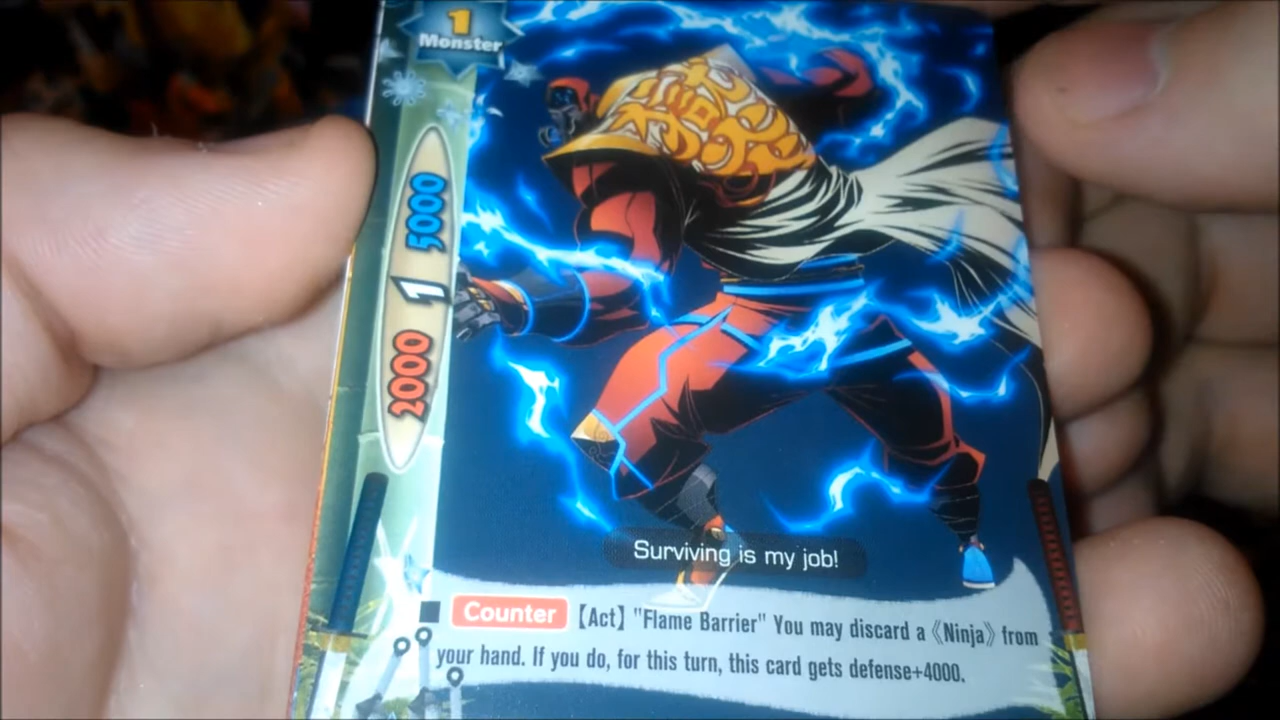 1
Monster
5000
1
2000
Surviving is my job!
■ Counter 【Act】 "Flame Barrier" You may discard a 《Ninja》 from
your hand. If you do, for this turn, this card gets defense+4000.